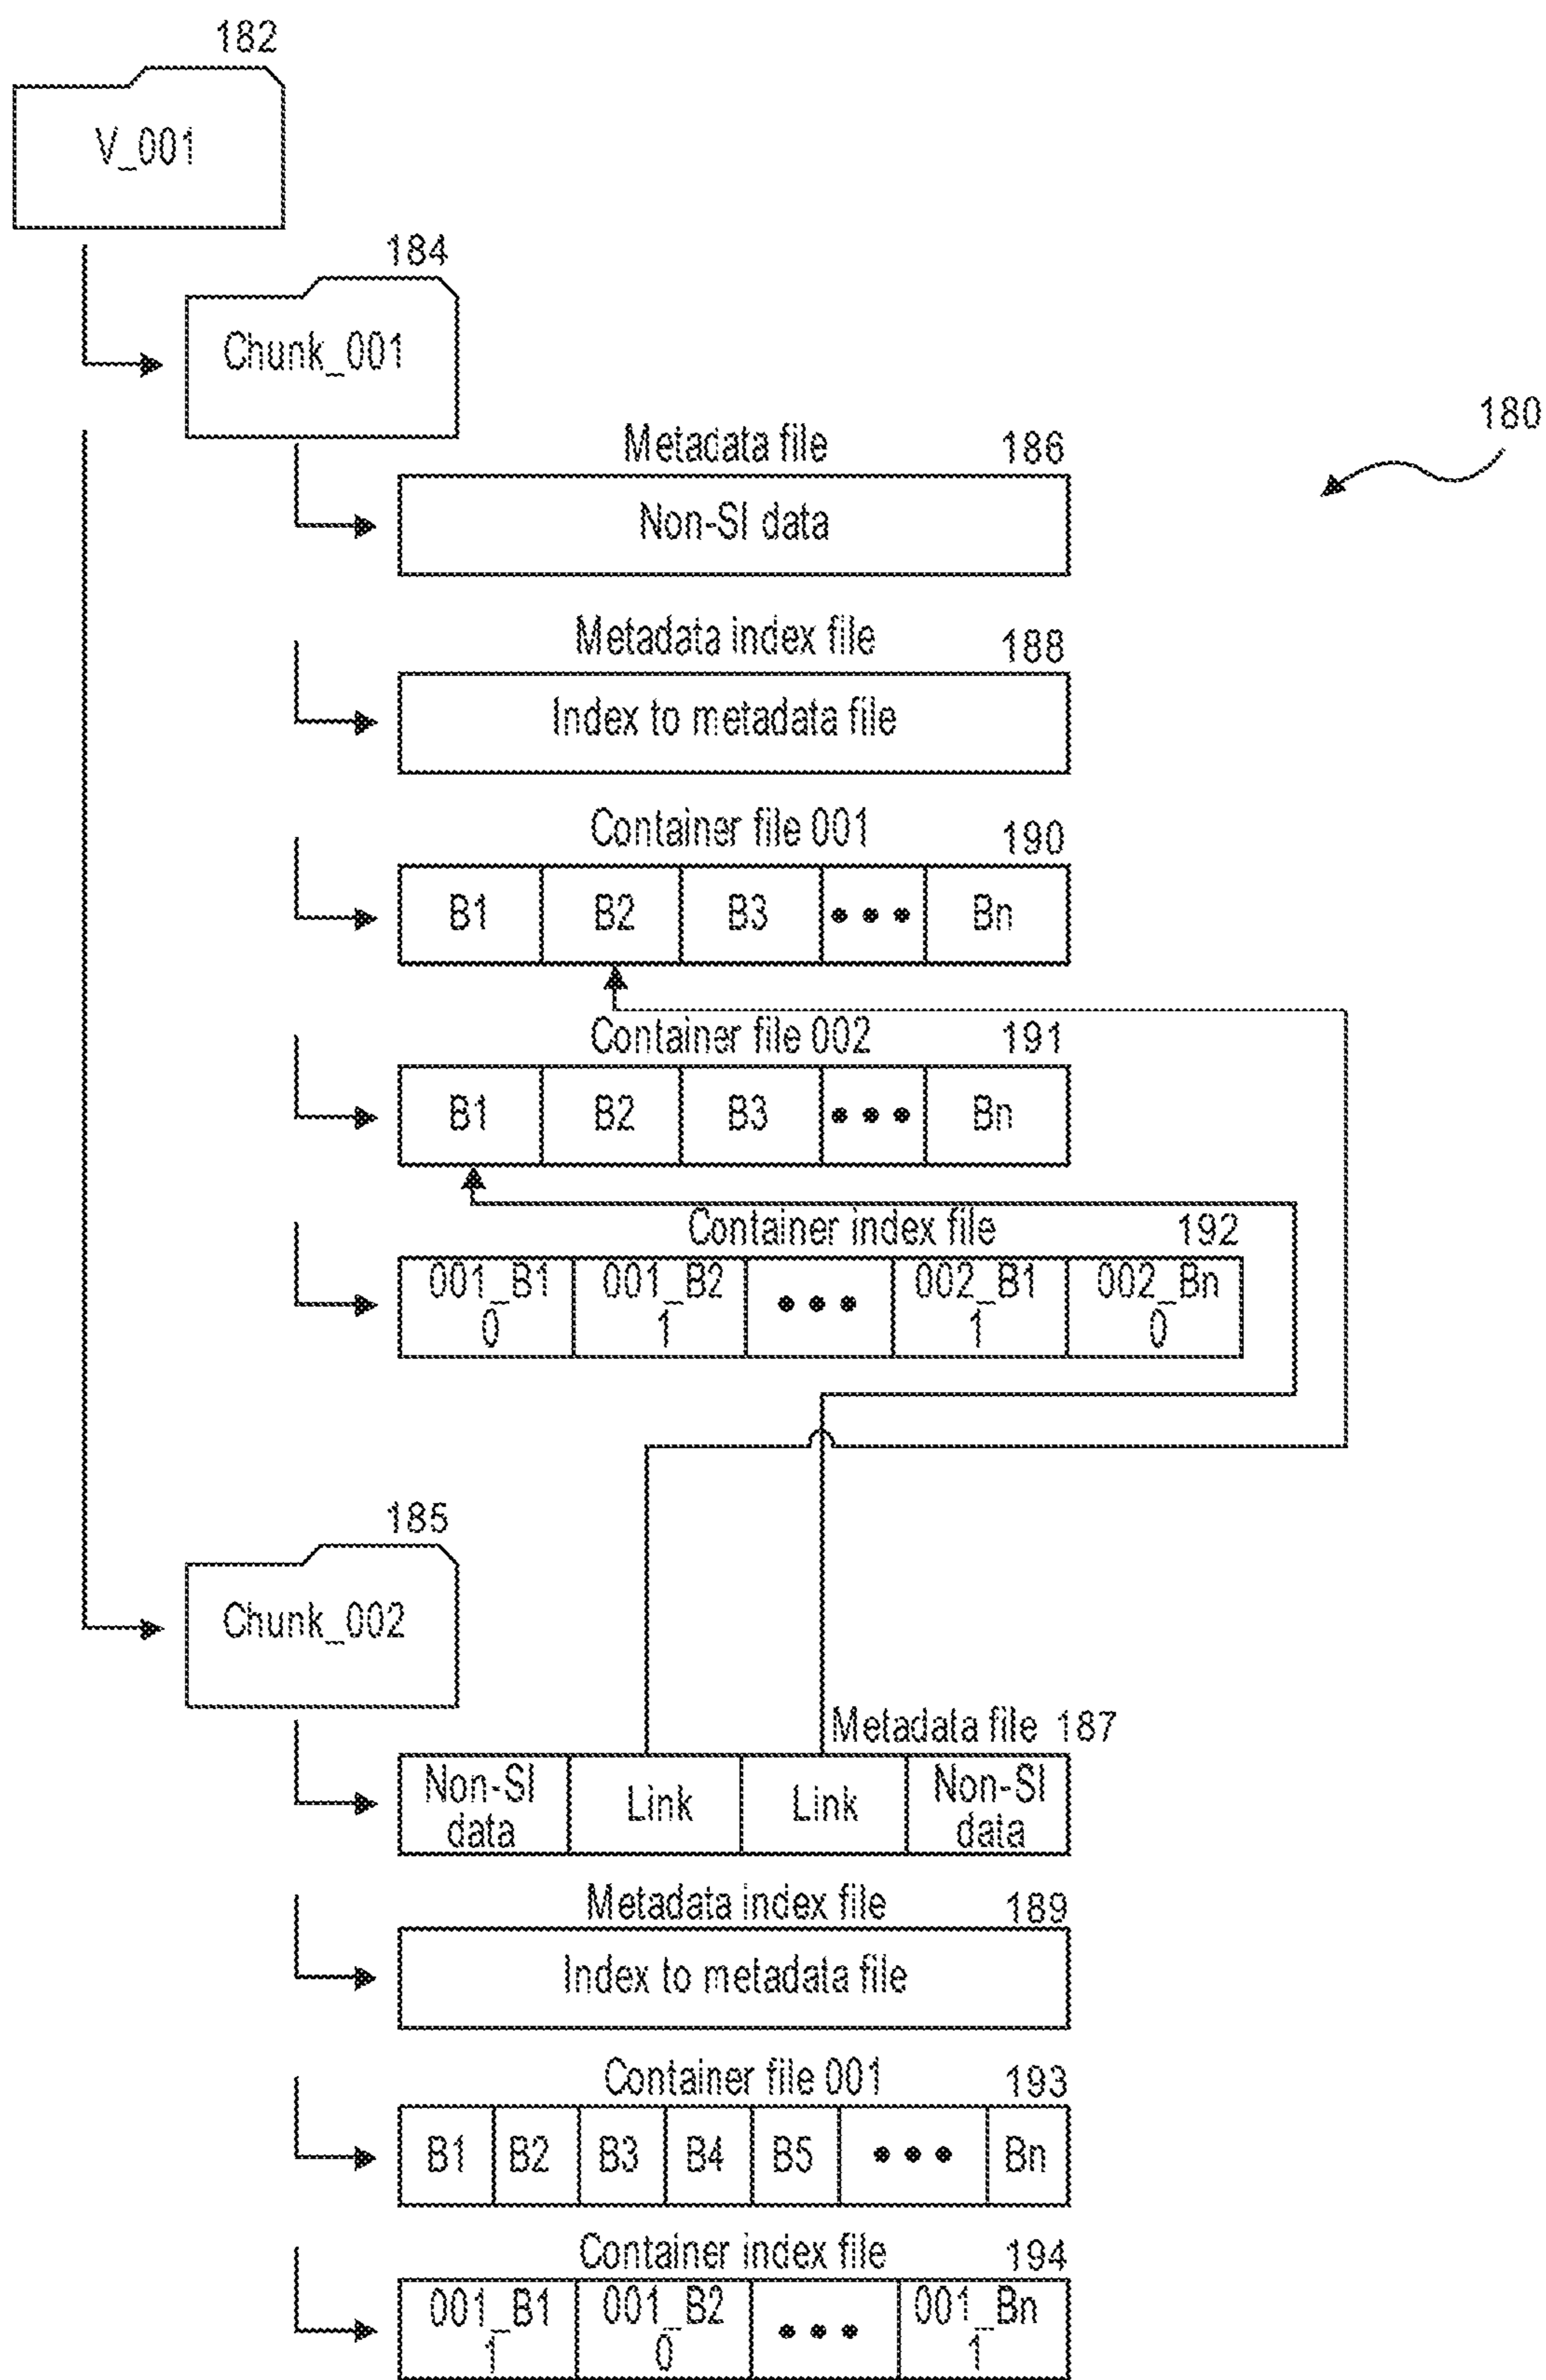 182
V_001
184
Chunk_001
180
Metadata file 186
Non-SI data
Metadata index file 188
Index to metadata file
Container file 001 190
B1 B2 B3 ••• Bn
Container file 002 191
B1 B2 B3 ••• Bn
Container index file 192
001_B1 001_B2 ••• 002_B1 002_Bn
0 1 1 0
185
Chunk_002
Metadata file 187
Non-SI Link Link Non-SI
data data
Metadata index file 189
Index to metadata file
Container file 001 193
B1 B2 B3 B4 B5 ••• Bn
Container index file 194
001_B1 001_B2 ••• 001_Bn
1 0 1